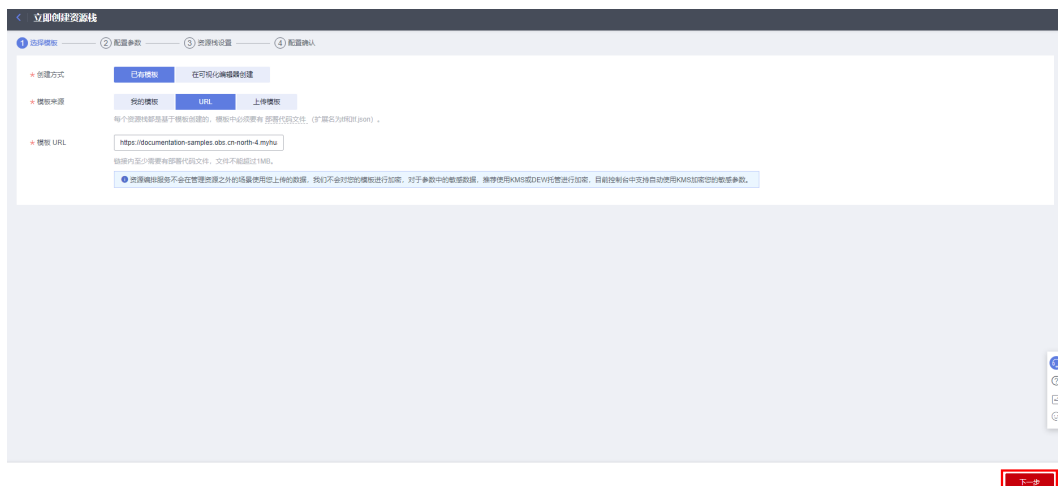 < 立即创建资源栈
1 选择模板 2 配置参数 3 资源栈设置 4 配置确认
* 创建方式 已有模板 在可视化编辑器创建
* 模板来源 我的模板 URL 上传模板
每个资源栈都是基于模板创建的，模板中必须要有 部署代码文件 （扩展名为tf和tf.json）。
* 模板 URL https://documentation-samples.obs.cn-north-4.myhu
链接内至少需要有部署代码文件，文件不能超过1MB。
资源编排服务不会在管理资源之外的场景使用您上传的数据，我们不会对您的模板进行加密，对于参数中的敏感数据，推荐使用KMS或DEW托管进行加密，目前控制台中支持自动使用KMS加密您的敏感参数。
下一步